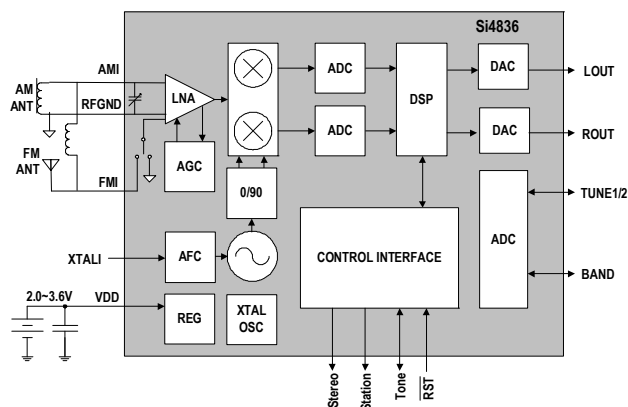 Si4836
AMI
AM
ANT
RFGND
LNA
ADC
DSP
DAC
LOUT
ADC
DAC
ROUT
FM
ANT
FMI
AGC
0/90
TUNE1/2
ADC
CONTROL INTERFACE
XTALI
AFC
BAND
2.0~3.6V
VDD
REG
XTAL
OSC
Stereo
Station
Tone
RST